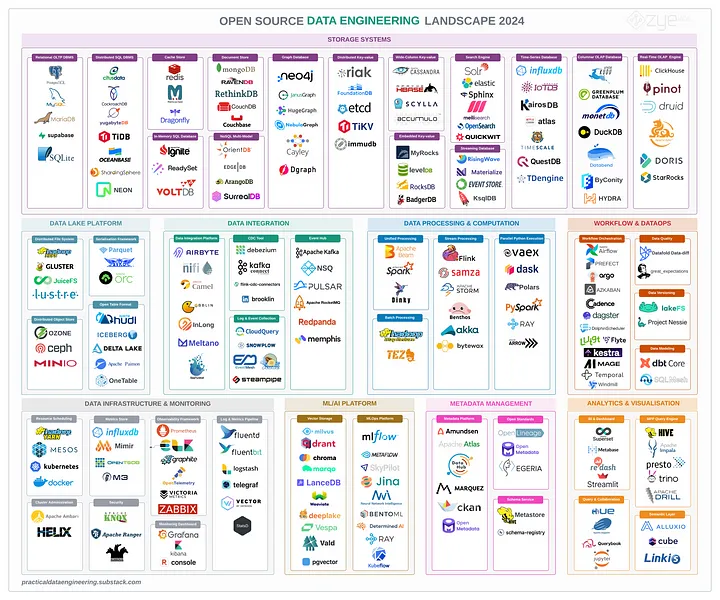 OPEN SOURCE DATA ENGINEERING LANDSCAPE 2024
STORAGE SYSTEMS
Relational OLTP DBMS
PostgreSQL
MySQL
MariaDB
supabase
SQLite
Distributed SQL DBMS
citusdata
CockroachDB
yugabyteDB
TiDB
OCEANBASE
ShardingSphere
NEON
Cache Store
redis
Memcached
Dragonfly
In-Memory SQL Database
Ignite
ReadySet
VOLTDB
Document Store
mongoDB
RAVENDB
RethinkDB
CouchDB
Couchbase
NoSQL Multi-Model
OrientDB
EDGE|DB
ArangoDB
SurrealDB
Graph Database
neo4j
JanusGraph
HugeGraph
NebulaGraph
Cayley
Dgraph
Distributed Key-value
riak
FoundationDB
etcd
TiKV
immudb
Wide-Column Key-value
CASSANDRA
HBASE
SCYLLA
accumulo
Embedded Key-value
MyRocks
leveldb
RocksDB
BadgerDB
Search Engine
Solr
elastic
Sphinx
meilisearch
OpenSearch
QUICKWIT
Streaming Database
RisingWave
Materialize
EVENT STORE
KsqlDB
Time-Series Database
influxdb
IoTDB
KairosDB
atlas
TIMESCALE
QuestDB
TDengine
Columnar OLAP Database
GREENPLUM
DATABASE
monetdb
DuckDB
Databend
ByConity
HYDRA
Real-Time OLAP Engine
ClickHouse
pinot
druid
DORIS
StarRocks
DATA LAKE PLATFORM
Distributed File System
GLUSTER
JuiceFS
l·u·s·t·r·e
Distributed Object Store
OZONE
ceph
MINIO
Serialisation Framework
Parquet
orc
Open Table Format
hudi
ICEBERG
DELTA LAKE
Apache Paimon
OneTable
DATA INTEGRATION
Data Integration Platform
AIRBYTE
nifi
Camel
GOBLIN
InLong
Meltano
CDC Tool
debezium
kafka
connect
flink-cdc-connectors
brooklin
Log & Event Collection
CloudQuery
SNOWPLOW
EventMesh
steampipe
Event Hub
Apache Kafka
NSQ
PULSAR
Apache RocketMQ
Redpanda
memphis
DATA PROCESSING & COMPUTATION
Unified Processing
Beam
Spark
Dinky
Batch Processing
hadoop
TEZ
Stream Processing
Flink
samza
APACHE
STORM
Benthos
akka
bytewax
Parallel Python Execution
vaex
dask
Polars
PySpark
RAY
ARROW
WORKFLOW & DATAOPS
Workflow Orchestration
Airflow
PREFECT
argo
AZKABAN
Cadence
dagster
DolphinScheduler
Luigi
Flyte
kestra
MAGE
Temporal
Windmill
Data Quality
Datafold Data-diff
great_expectations
Data Versioning
lakeFS
Project Nessie
Data Modeling
dbt Core
SQLMesh
DATA INFRASTRUCTURE & MONITORING
Resource Scheduling
hadoop
YARN
MESOS
kubernetes
docker
Cluster Administration
Apache Ambari
HELIX
Metrics Store
influxdb
Mimir
OPENTSDB
M3
Security
KNOX
Apache Ranger
Observability Framework
Prometheus
ELK
graphite
OpenTelemetry
VICTORIA
METRICS
ZABBIX
Monitoring Dashboard
Grafana
kibana
console
Log & Metrics Pipeline
fluentd
fluentbit
logstash
telegraf
VECTOR
StatsD
ML/AI PLATFORM
Vector Storage
milvus
qdrant
chroma
marqo
LanceDB
Weaviate
deeplake
Vespa
Vald
pgvector
MLOps Platform
mlflow
METAFLOW
SkyPilot
Jina
BENTOML
Determined AI
RAY
Kubeflow
METADATA MANAGEMENT
Metadata Platform
Amundsen
Apache Atlas
Data
Hub
MARQUEZ
ckan
Open
Metadata
Open Standards
OpenLineage
Open
Metadata
EGERIA
Schema Service
Metastore
schema-registry
ANALYTICS & VISUALISATION
BI & Dashboard
Superset
Metabase
redash
Streamlit
Query & Collaboration
HUE
Querybook
jupyter
MPP Query Engine
HIVE
Apache
Impala
presto
trino
APACHE
DRILL
Semantic Layer
ALLUXIO
cube
Linkis
practicaldataengineering.substack.com